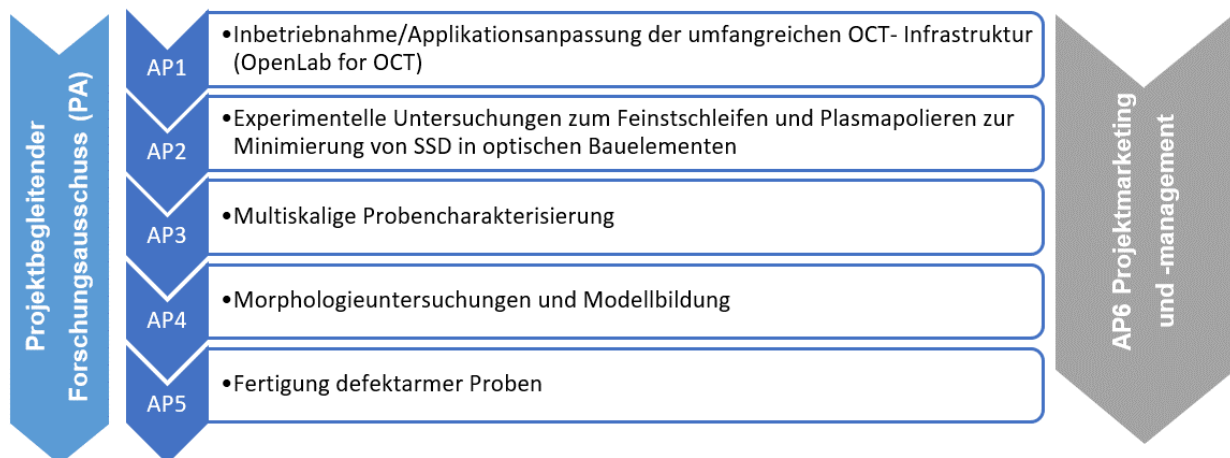 Projektbegleitender
Forschungsausschuss (PA)
AP1
•Inbetriebnahme/Applikationsanpassung der umfangreichen OCT- Infrastruktur
(OpenLab for OCT)
AP2
•Experimentelle Untersuchungen zum Feinstschleifen und Plasmapolieren zur
Minimierung von SSD in optischen Bauelementen
AP3
•Multiskalige Probencharakterisierung
AP4
•Morphologieuntersuchungen und Modellbildung
AP5
•Fertigung defektarmer Proben
AP6 Projektmarketing
und -management